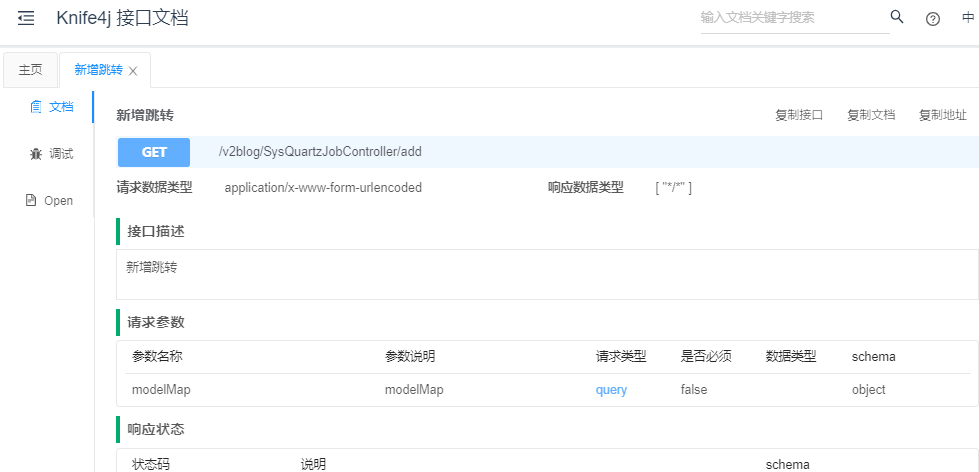 Knife4j 接口文档
输入文档关键字搜索
中
主页
新增跳转
文档
调试
Open
新增跳转
复制接口 复制文档 复制地址
GET /v2blog/SysQuartzJobController/add
请求数据类型 application/x-www-form-urlencoded 响应数据类型 [ "*/*" ]
接口描述
新增跳转
请求参数
参数名称 参数说明 请求类型 是否必须 数据类型 schema
modelMap modelMap query false object
响应状态
状态码 说明 schema